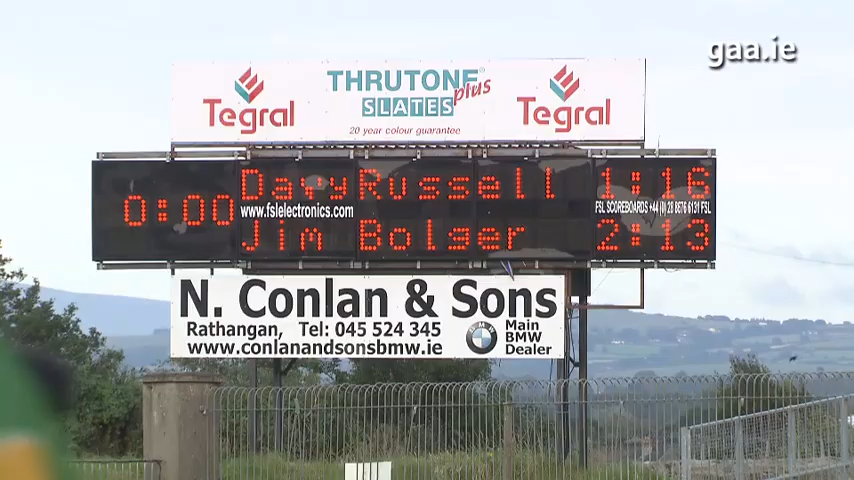 gaa.ie
Tegral THRUTONE plus SLATES Tegral
20 year colour guarantee
0:00 Davy Russell 1:16
www.fslelectronics.com FSL SCOREBOARDS +44 (0) 28 8676 6131 FSL
Jim Bolger 2:13
N. Conlan & Sons
Rathangan, Tel: 045 524 345
www.conlanandsonsbmw.ie
BMW
Main
BMW
Dealer